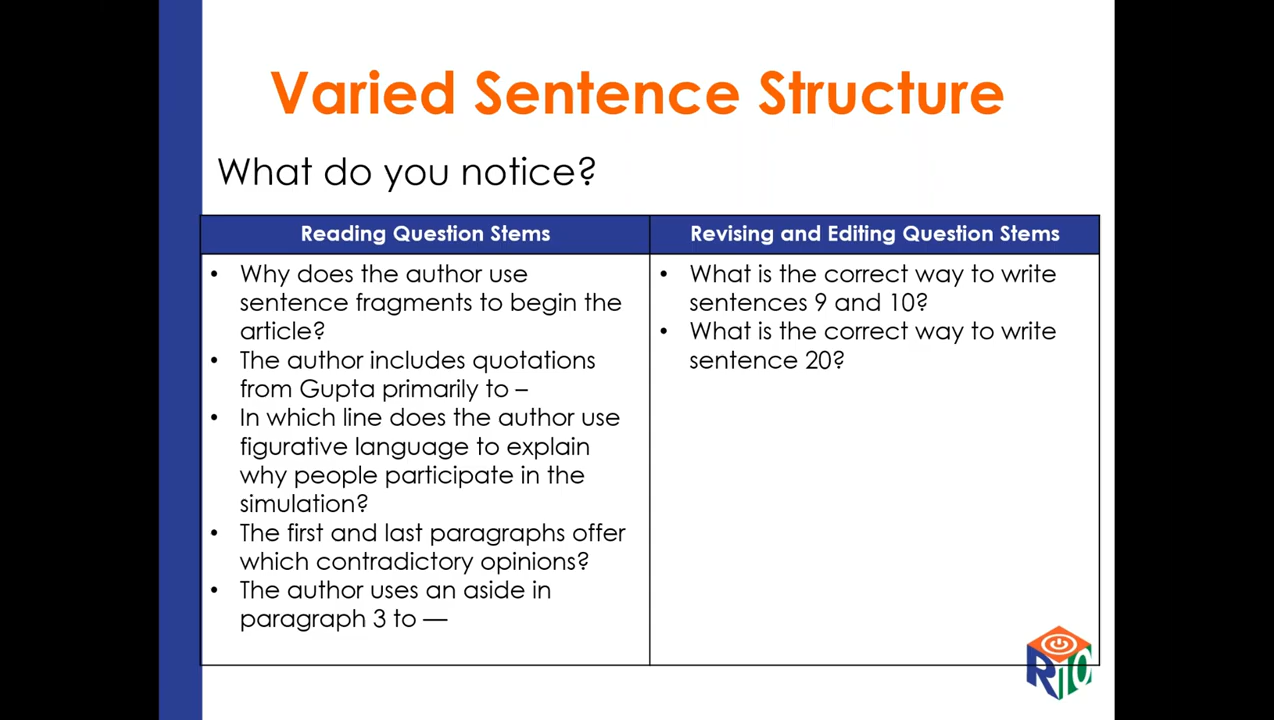 Varied Sentence Structure
What do you notice?
Reading Question Stems
• Why does the author use
sentence fragments to begin the
article?
• The author includes quotations
from Gupta primarily to –
• In which line does the author use
figurative language to explain
why people participate in the
simulation?
• The first and last paragraphs offer
which contradictory opinions?
• The author uses an aside in
paragraph 3 to —
Revising and Editing Question Stems
• What is the correct way to write
sentences 9 and 10?
• What is the correct way to write
sentence 20?
R10